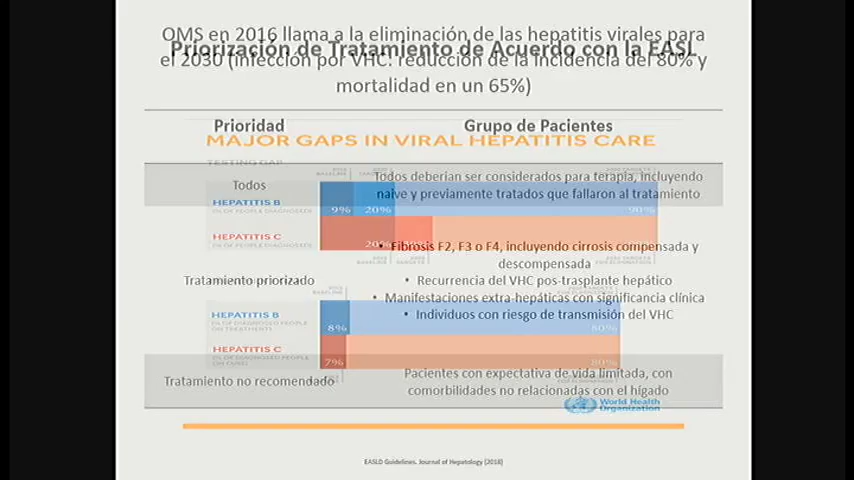 OMS en 2016 llama a la eliminación de las hepatitis virales para
Priorización de Tratamiento de Acuerdo con la EASL
el 2030 (infección por VHC: reducción de la incidencia del 80% y
mortalidad en un 65%)
Prioridad
Grupo de Pacientes
MAJOR GAPS IN VIRAL HEPATITIS CARE
TESTING GAP
Todos
Todos deberían ser considerados para terapia, incluyendo
naive y previamente tratados que fallaron al tratamiento
HEPATITIS B
9%
20%
90%
HEPATITIS C
20%
• Fibrosis F2, F3 o F4, incluyendo cirrosis compensada y
descompensada
Tratamiento priorizado
• Recurrencia del VHC pos-trasplante hepático
• Manifestaciones extra-hepáticas con significancia clínica
• Individuos con riesgo de transmisión del VHC
HEPATITIS B
8%
80%
HEPATITIS C
7%
80%
Tratamiento no recomendado
Pacientes con expectativa de vida limitada, con
comorbilidades no relacionadas con el hígado
World Health
Organization
EASLD Guidelines. Journal of Hepatology (2018)